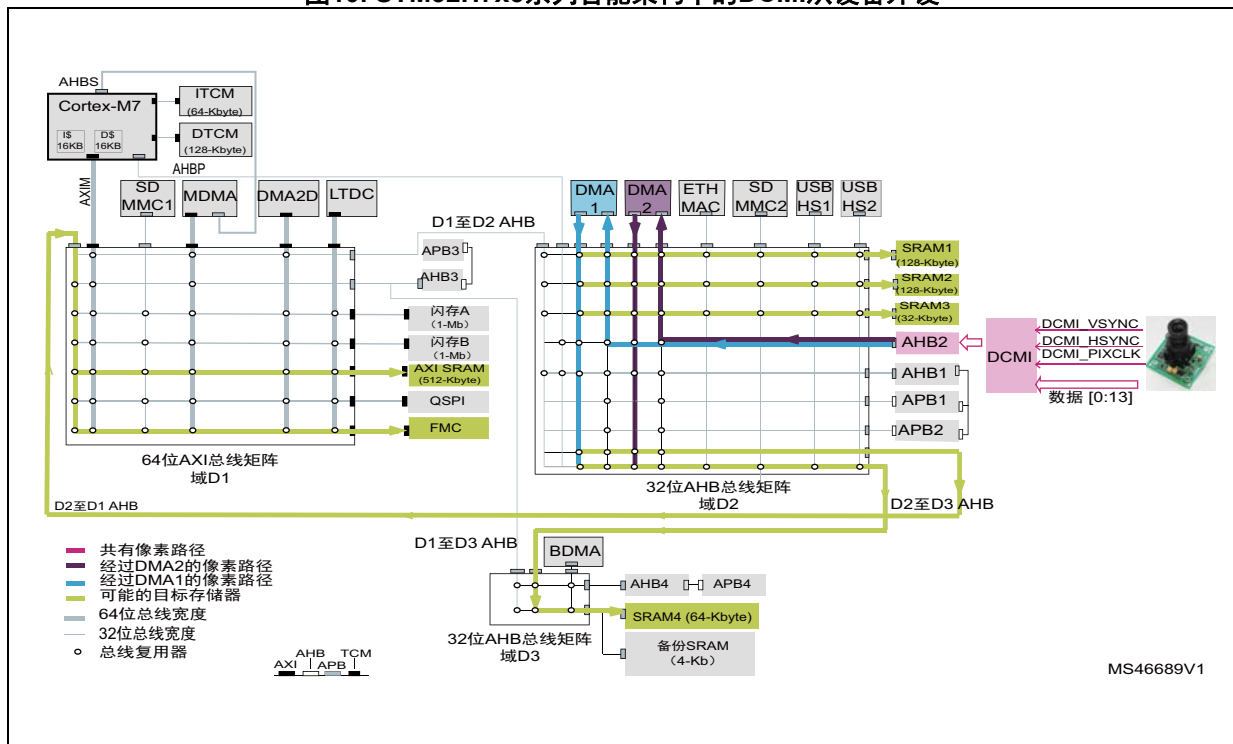 AHBS
Cortex-M7
I$
16KB
D$
16KB
ITCM
(64-Kbyte)
DTCM
(128-Kbyte)
AHBP
AXIM
SD
MMC1
MDMA
DMA2D
LTDC
D1至D2 AHB
DMA
1
DMA
2
ETH
MAC
SD
MMC2
USB
HS1
USB
HS2
APB3
AHB3
闪存A
(1-Mb)
闪存B
(1-Mb)
AXI SRAM
(512-Kbyte)
QSPI
FMC
SRAM1
(128-Kbyte)
SRAM2
(128-Kbyte)
SRAM3
(32-Kbyte)
AHB2
AHB1
APB1
APB2
DCMI
DCMI_VSYNC
DCMI_HSYNC
DCMI_PIXCLK
数据 [0:13]
64位AXI总线矩阵
域D1
32位AHB总线矩阵
域D2
D2至D1 AHB
D2至D3 AHB
D1至D3 AHB
BDMA
AHB4
APB4
SRAM4 (64-Kbyte)
备份SRAM
(4-Kb)
32位AHB总线矩阵
域D3
共有像素路径
经过DMA2的像素路径
经过DMA1的像素路径
可能的目标存储器
64位总线宽度
32位总线宽度
总线复用器
AXI AHB APB TCM
MS46689V1